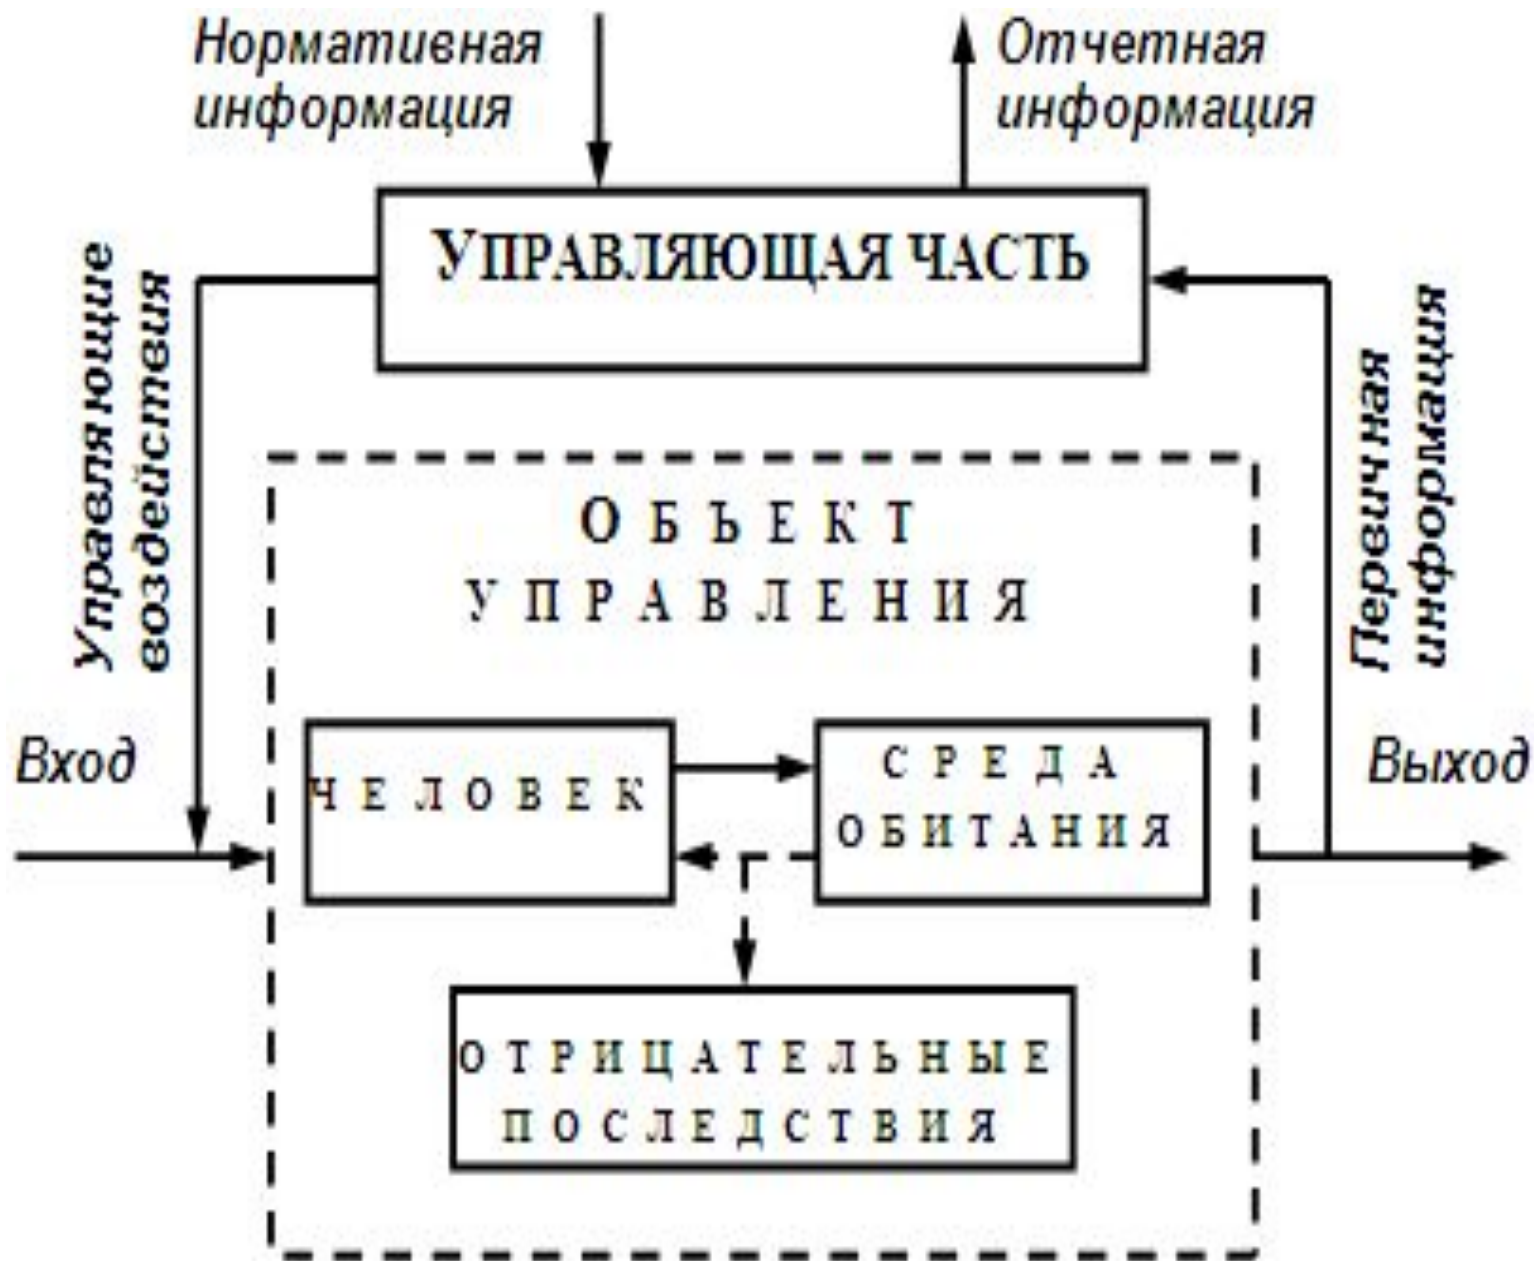 Нормативная
информация
Отчетная
информация
УПРАВЛЯЮЩАЯ ЧАСТЬ
Управляющие
воздействия
Первичная
информация
ОБЪЕКТ
УПРАВЛЕНИЯ
Вход
ЧЕЛОВЕК
СРЕДА
ОБИТАНИЯ
Выход
ОТРИЦАТЕЛЬНЫЕ
ПОСЛЕДСТВИЯ